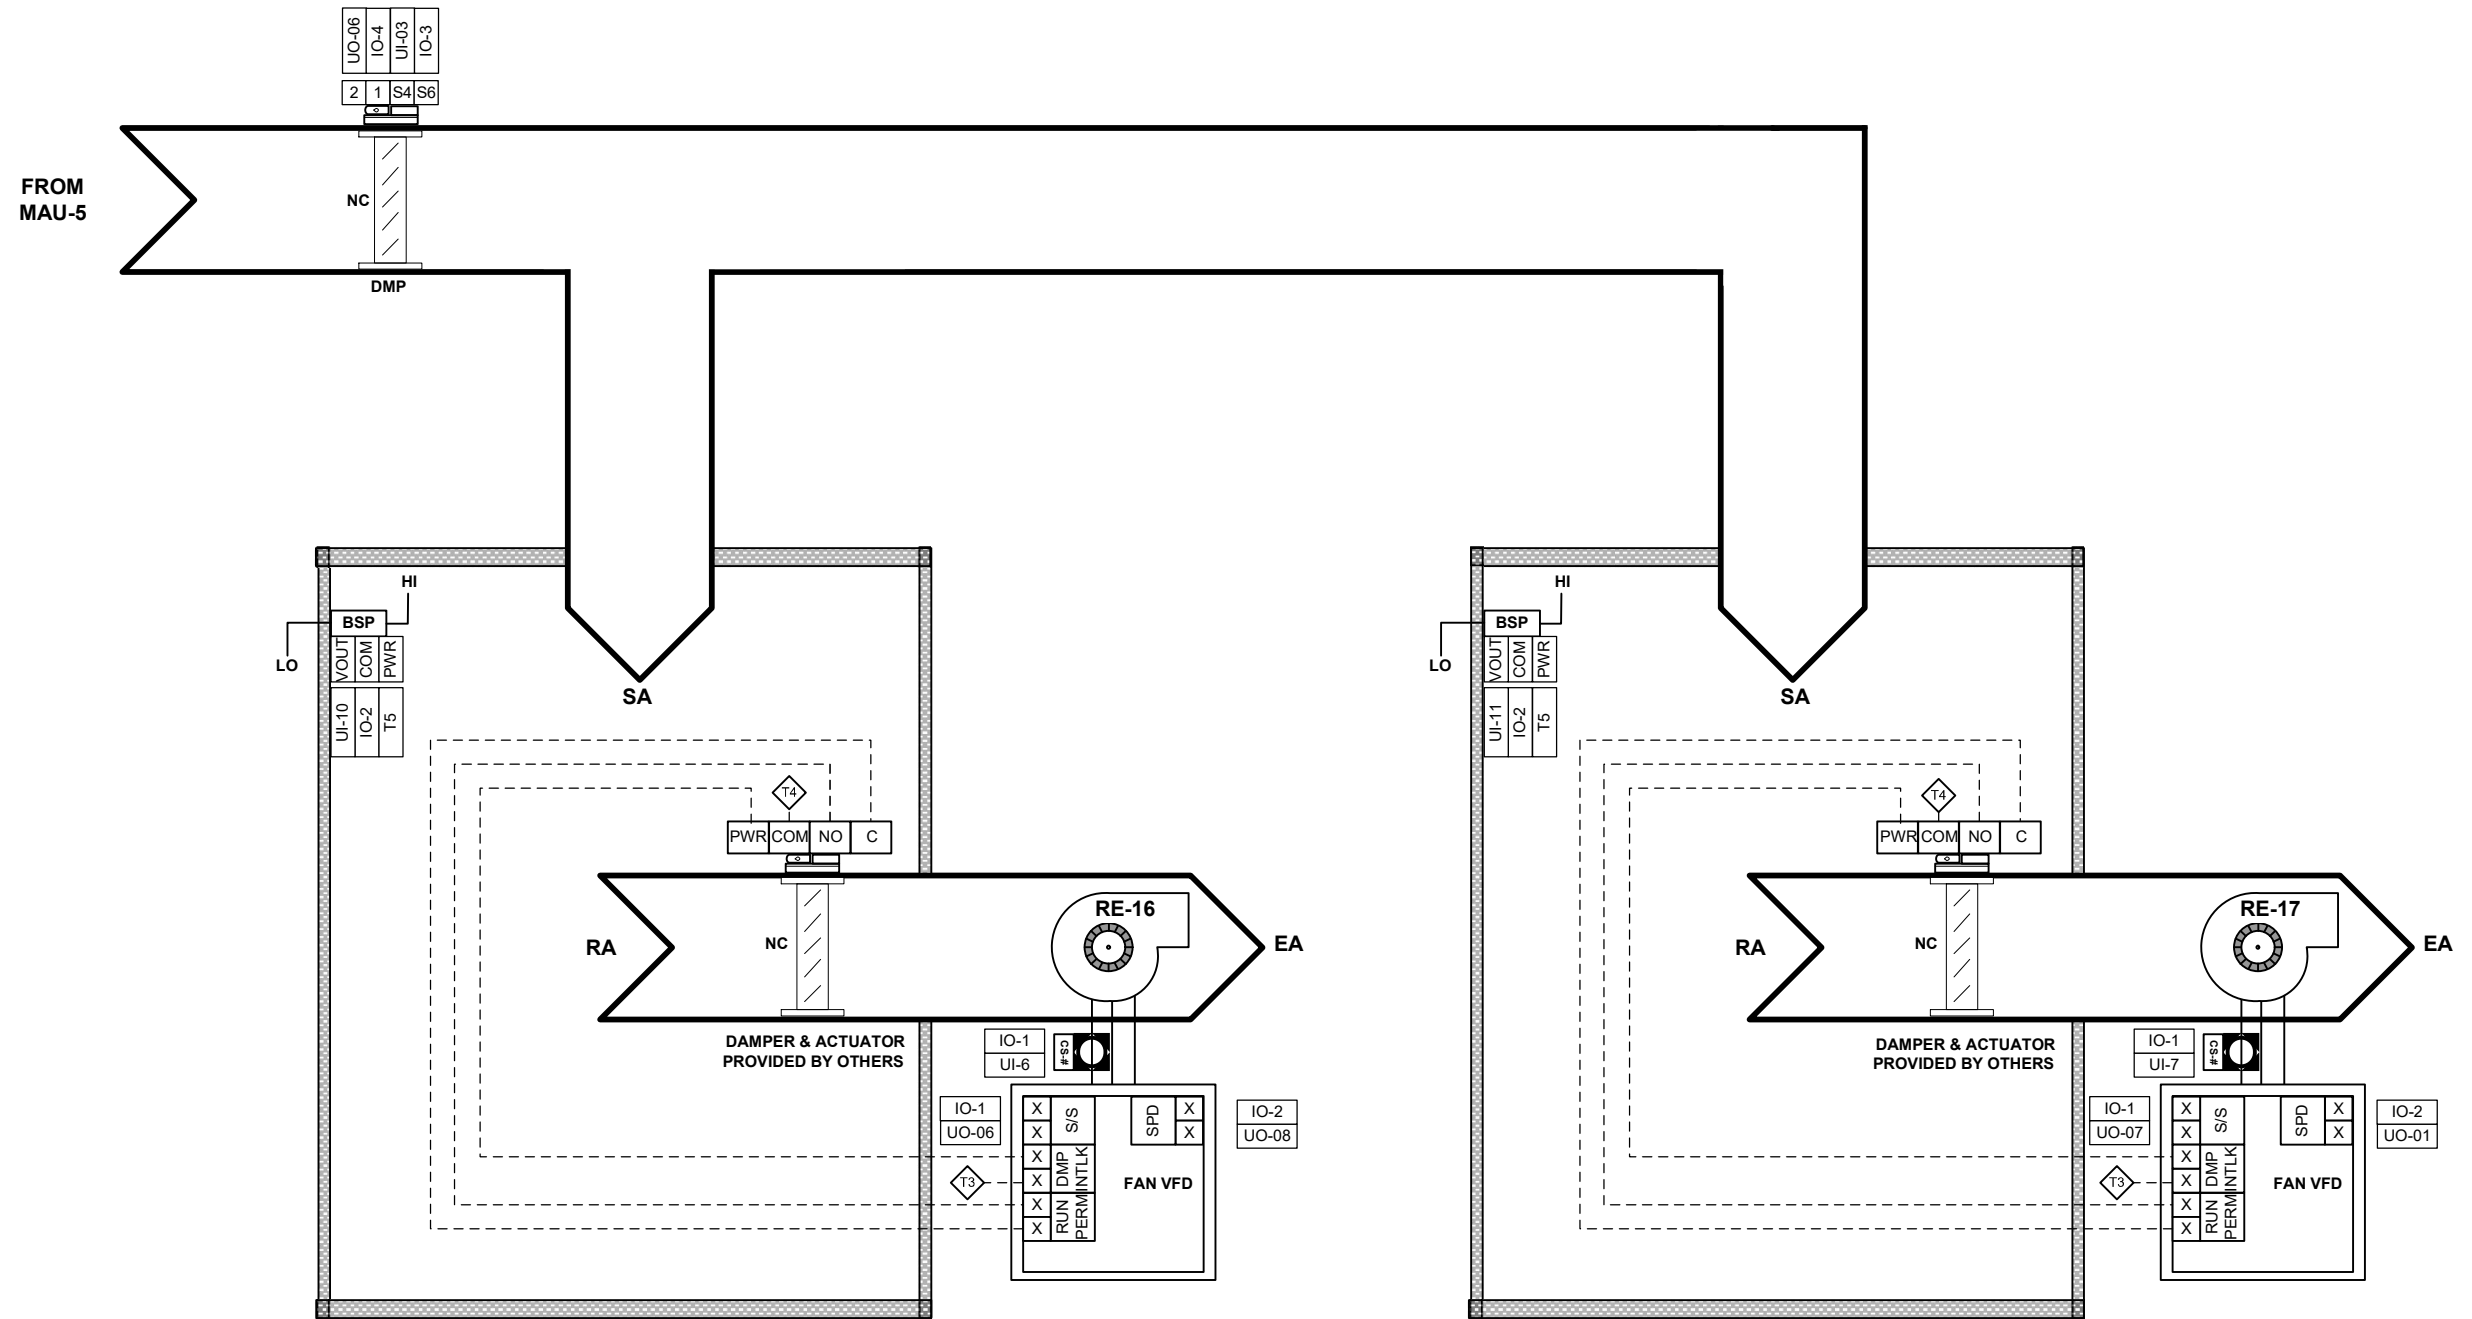 UO-06
IO-4
UI-03
IO-3
2
1
S4
S6
FROM
MAU-5
NC
DMP
HI
BSP
LO
VOUT
COM
PWR
UI-10
IO-2
T5
SA
T4
PWR
COM
NO
C
RA
NC
RE-16
EA
DAMPER & ACTUATOR
PROVIDED BY OTHERS
IO-1
UI-6
CS-#
IO-1
UO-06
X
X
S/S
X
X
DMP
INTLK
X
X
RUN
PERM
SPD
X
X
IO-2
UO-08
T3
FAN VFD
HI
BSP
LO
VOUT
COM
PWR
UI-11
IO-2
T5
SA
T4
PWR
COM
NO
C
RA
NC
RE-17
EA
DAMPER & ACTUATOR
PROVIDED BY OTHERS
IO-1
UI-7
CS-#
IO-1
UO-07
X
X
S/S
X
X
DMP
INTLK
X
X
RUN
PERM
SPD
X
X
IO-2
UO-01
T3
FAN VFD